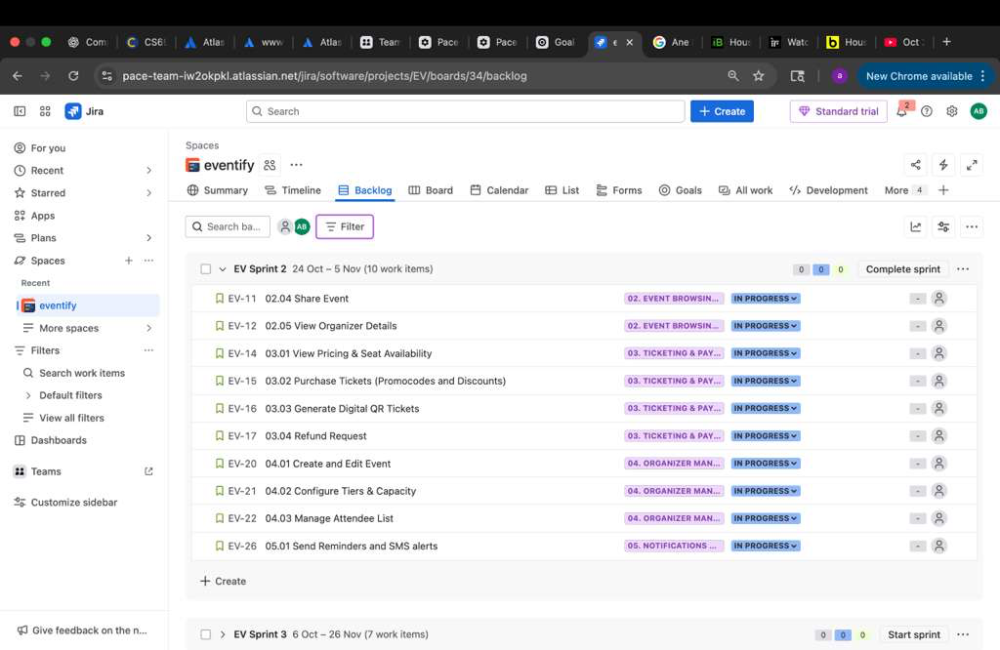 Com
CS6
Atlas
www
Atlas
Team
Pace
Pace
Goal
e
Ane
Hou
Watc
Hous
Oct
pace-team-iw2okpkl.atlassian.net/jira/software/projects/EV/boards/34/backlog
a
New Chrome available
Jira
Search
Create
Standard trial
2
AB
For you
Recent
Starred
Apps
Plans
Spaces
Recent
eventify
More spaces
Filters
Search work items
Default filters
View all filters
Dashboards
Teams
Customize sidebar
Give feedback on the n...
Spaces
eventify
Summary Timeline Backlog Board Calendar List Forms Goals All work Development More 4
Search ba... AB Filter
EV Sprint 2 24 Oct – 5 Nov (10 work items) 0 0 0 Complete sprint
EV-11 02.04 Share Event 02. EVENT BROWSIN... IN PROGRESS -
EV-12 02.05 View Organizer Details 02. EVENT BROWSIN... IN PROGRESS -
EV-14 03.01 View Pricing & Seat Availability 03. TICKETING & PAY... IN PROGRESS -
EV-15 03.02 Purchase Tickets (Promocodes and Discounts) 03. TICKETING & PAY... IN PROGRESS -
EV-16 03.03 Generate Digital QR Tickets 03. TICKETING & PAY... IN PROGRESS -
EV-17 03.04 Refund Request 03. TICKETING & PAY... IN PROGRESS -
EV-20 04.01 Create and Edit Event 04. ORGANIZER MAN... IN PROGRESS -
EV-21 04.02 Configure Tiers & Capacity 04. ORGANIZER MAN... IN PROGRESS -
EV-22 04.03 Manage Attendee List 04. ORGANIZER MAN... IN PROGRESS -
EV-26 05.01 Send Reminders and SMS alerts 05. NOTIFICATIONS ... IN PROGRESS -
Create
EV Sprint 3 6 Oct – 26 Nov (7 work items) 0 0 0 Start sprint